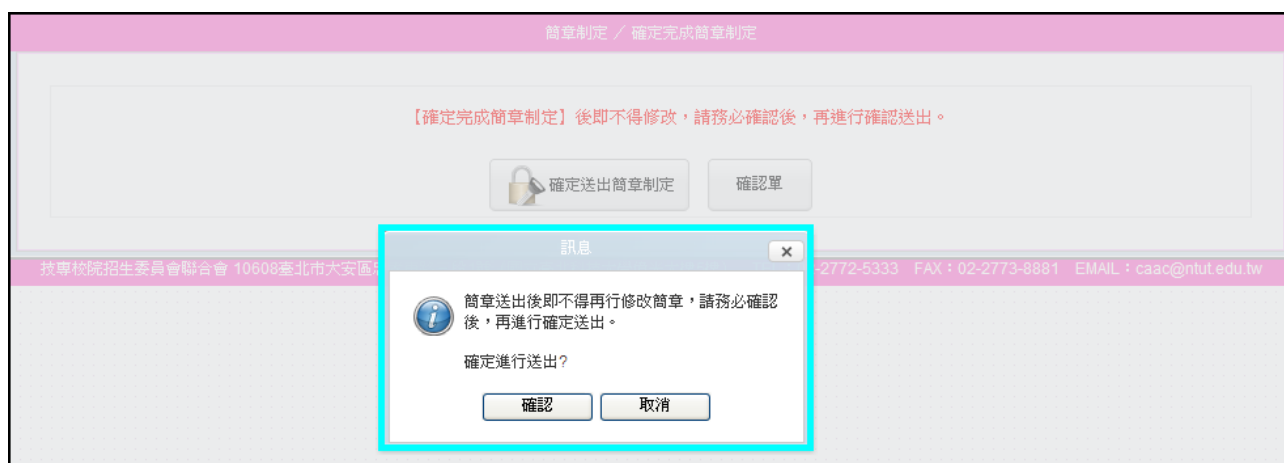 簡章制定 ／ 確定完成簡章制定
【確定完成簡章制定】後即不得修改，請務必確認後，再進行確認送出。
確定送出簡章制定 確認單
訊息
技專校院招生委員會聯合會 10608臺北市大安區 -2772-5333 FAX：02-2773-8881 EMAIL：caac@ntut.edu.tw
簡章送出後即不得再行修改簡章，請務必確認
後，再進行確定送出。
確定進行送出?
確認 取消